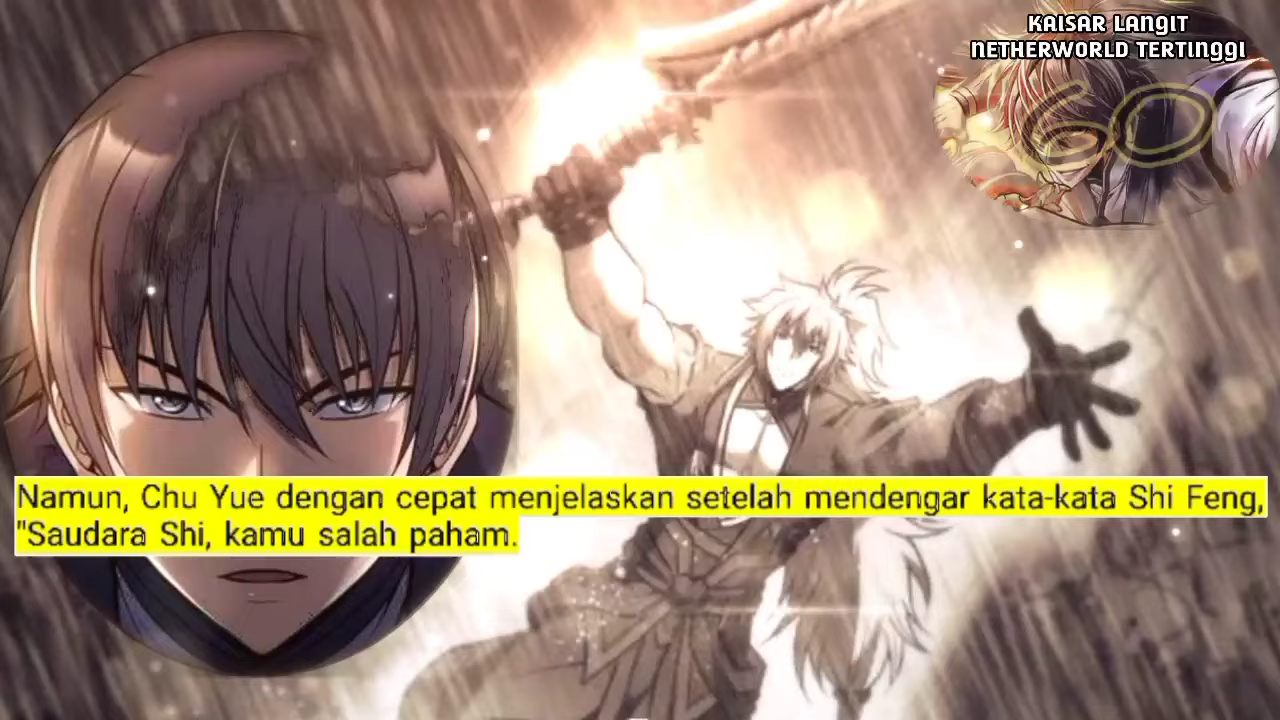 KAISAR LANGIT
NETHERWORLD TERTINGGI
60
Namun, Chu Yue dengan cepat menjelaskan setelah mendengar kata-kata Shi Feng,
"Saudara Shi, kamu salah paham.